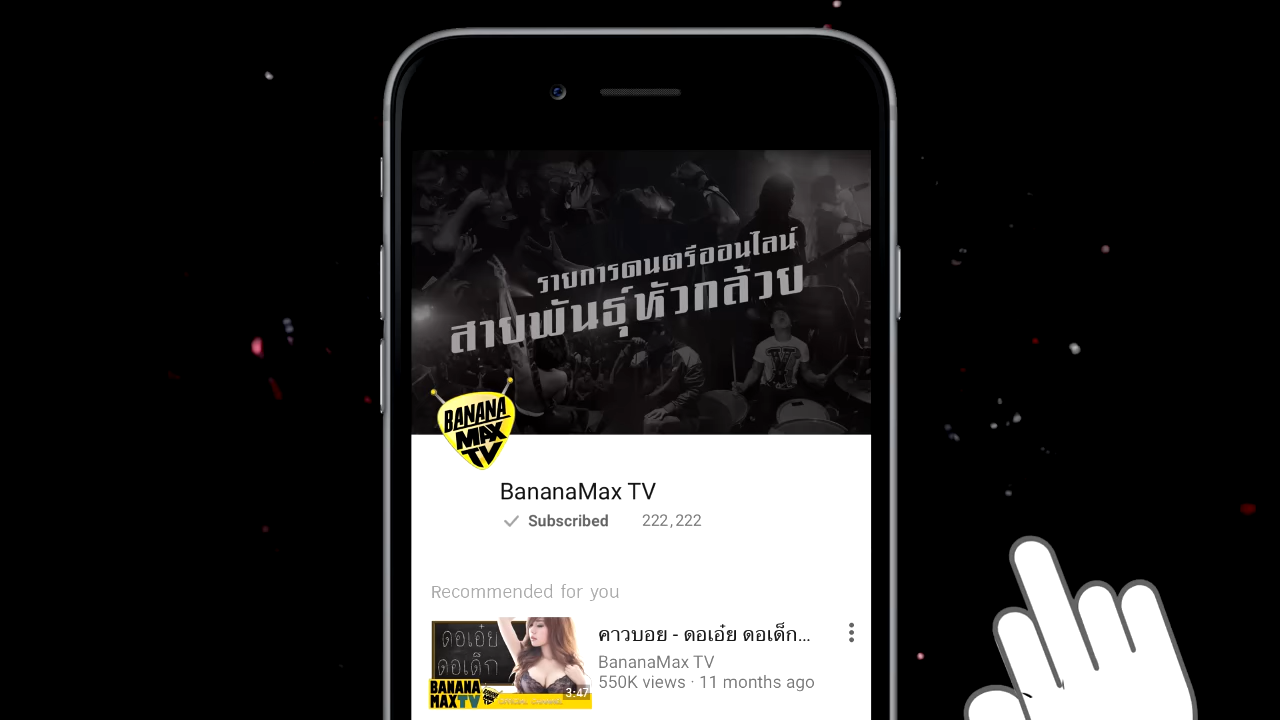 รายการดนตรีออนไลน์
สายพันธุ์หัวกล้วย
BANANA
MAX
TV
BananaMax TV
Subscribed 222,222
Recommended for you
ดอเอ๋ย
ดอเด็ก
BANANA
MAXTV
3:47
คาวบอย - ดอเอ๋ย ดอเด็ก...
BananaMax TV
550K views · 11 months ago